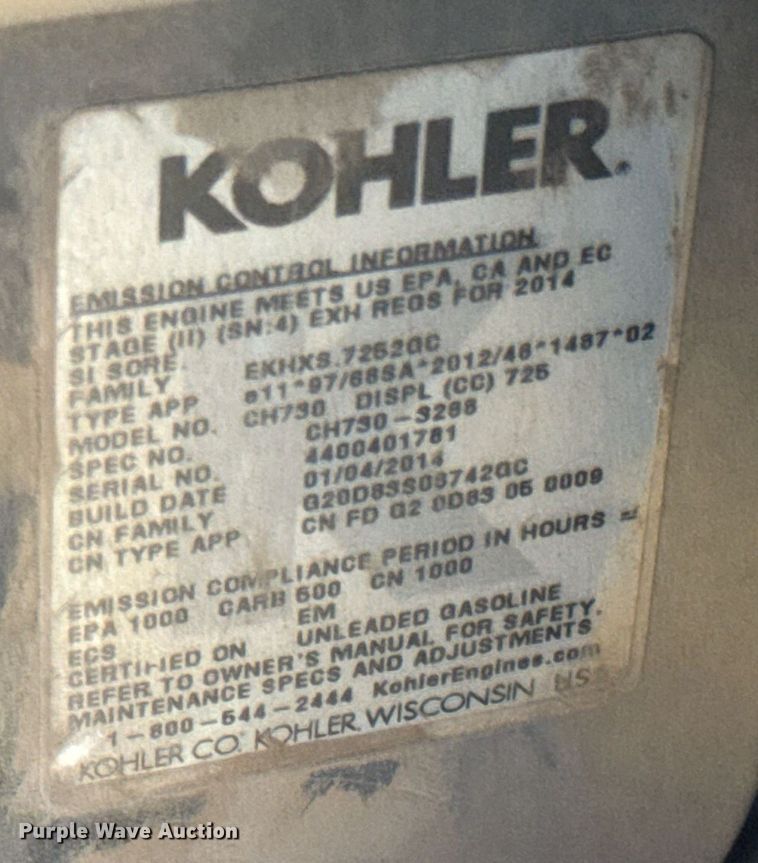 KOHLER.
EMISSION CONTROL INFORMATION
THIS ENGINE MEETS US EPA, CA AND EC
STAGE (II) (SN:4) EXH REGS FOR 2014
SI SORE.
FAMILY EKHXS.7252GC
TYPE APP e11*97/68SA*2012/46*1487*02
MODEL NO. CH730 DISPL (CC) 725
SPEC NO. CH730-3288
SERIAL NO. 4400401781
BUILD DATE 01/04/2014
CN FAMILY G20D83S08742GC
CN TYPE APP CN FD G2 0D83 05 0009
EMISSION COMPLIANCE PERIOD IN HOURS =
EPA 1000 CARB 500 CN 1000
ECS EM
CERTIFIED ON UNLEADED GASOLINE
REFER TO OWNER'S MANUAL FOR SAFETY.
MAINTENANCE SPECS AND ADJUSTMENTS
1-800-544-2444 KohlerEngines.com
KOHLER CO. KOHLER, WISCONSIN
Purple Wave Auction